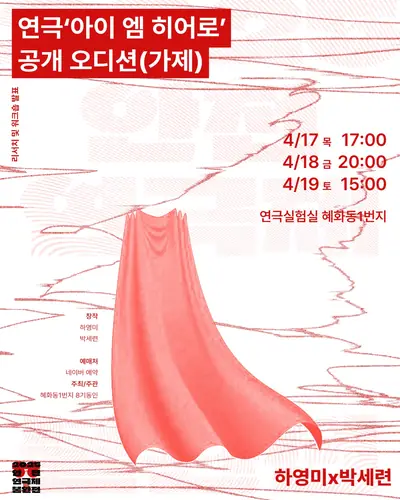 연극‘아이 엠 히어로’
공개 오디션(가제)
리서치 및 워크숍 발표
4/17 목 17:00
4/18 금 20:00
4/19 토 15:00
연극실험실 혜화동1번지
창작
하영미
박세련
예매처
네이버 예약
주최/주관
혜화동1번지 8기동인
하영미x박세련